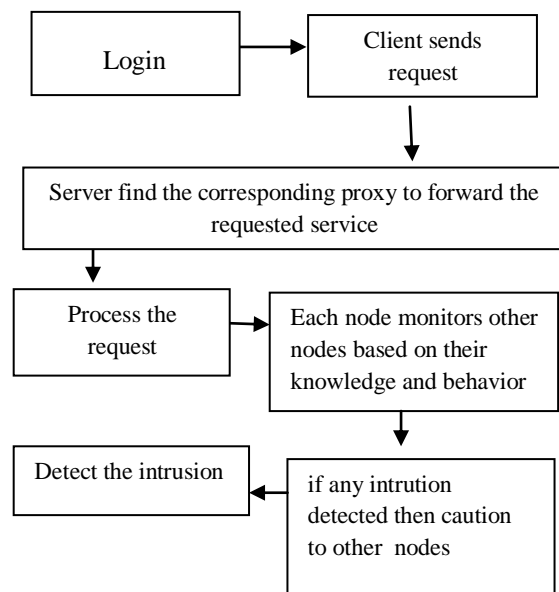 Login
Client sends
request
Server find the corresponding proxy to forward the
requested service
Process the
request
Each node monitors other
nodes based on their
knowledge and behavior
Detect the intrusion
if any intrution
detected then caution
to other nodes